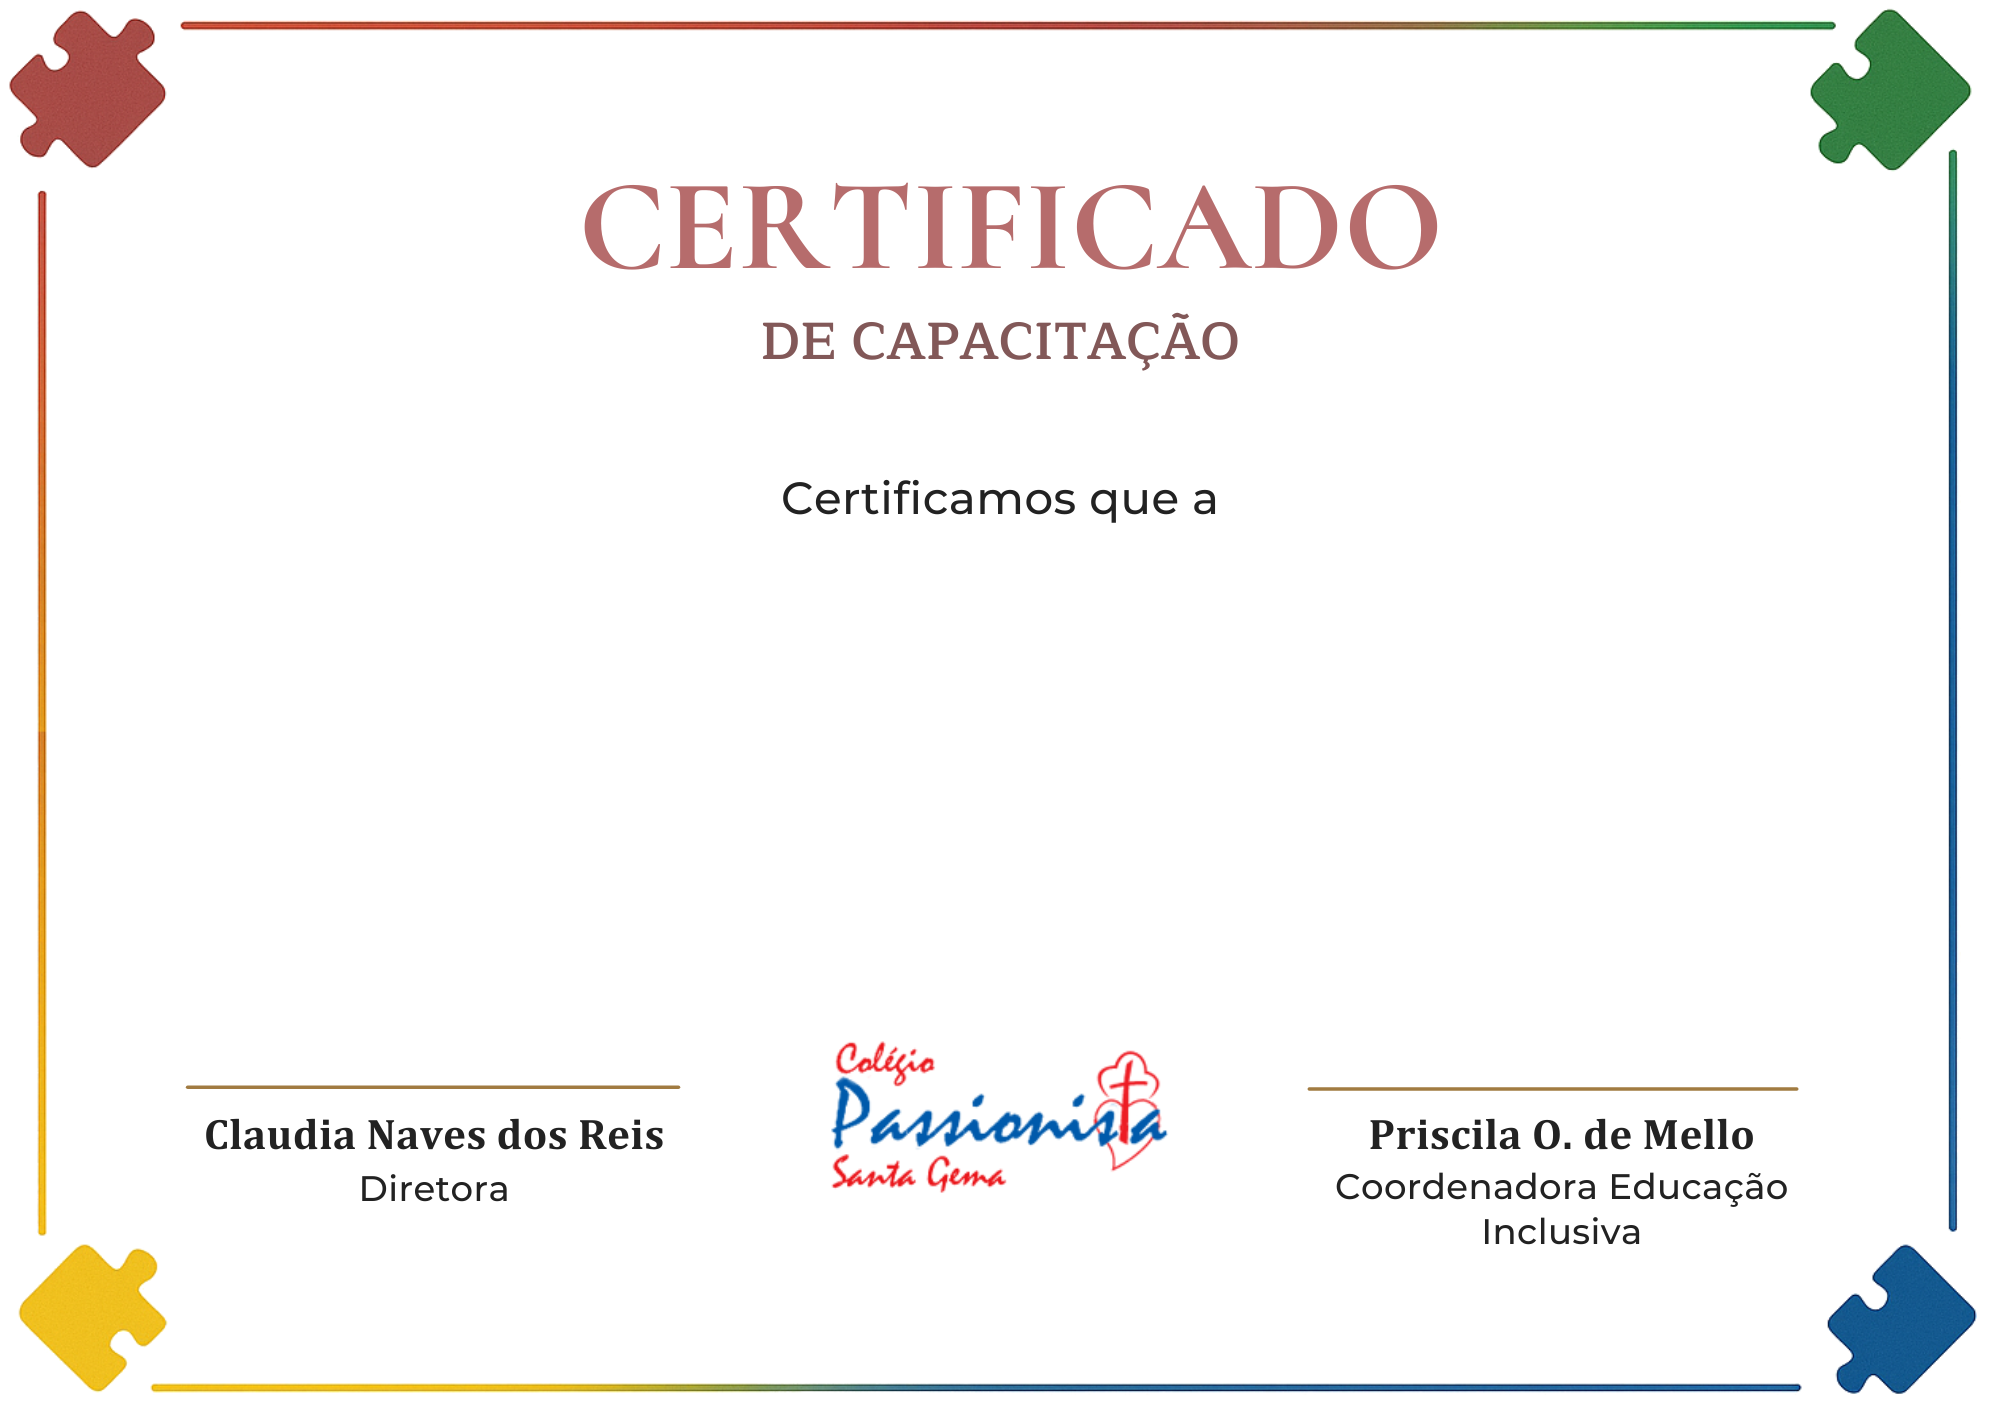 CERTIFICADO
DE CAPACITAÇÃO
Certificamos que a
Colégio
Passionista
Santa Gema
Claudia Naves dos Reis
Diretora
Priscila O. de Mello
Coordenadora Educação
Inclusiva